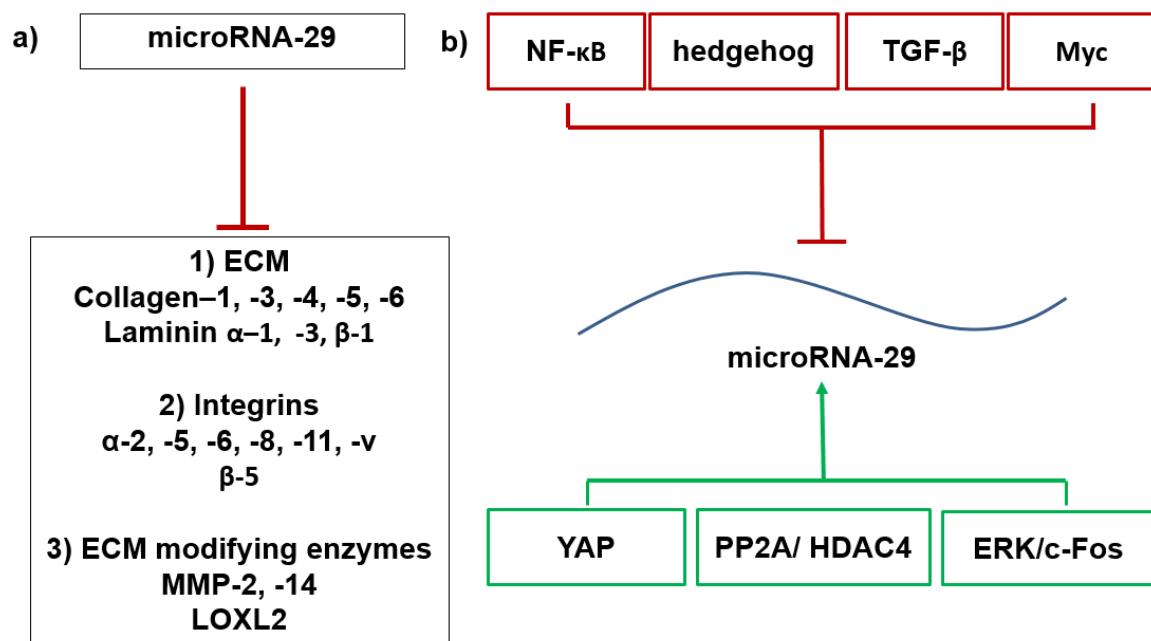 a)
microRNA-29
1) ECM
Collagen–1, -3, -4, -5, -6
Laminin α–1, -3, β-1
2) Integrins
α-2, -5, -6, -8, -11, -v
β-5
3) ECM modifying enzymes
MMP-2, -14
LOXL2
b)
NF-κB
hedgehog
TGF-β
Myc
microRNA-29
YAP
PP2A/ HDAC4
ERK/c-Fos